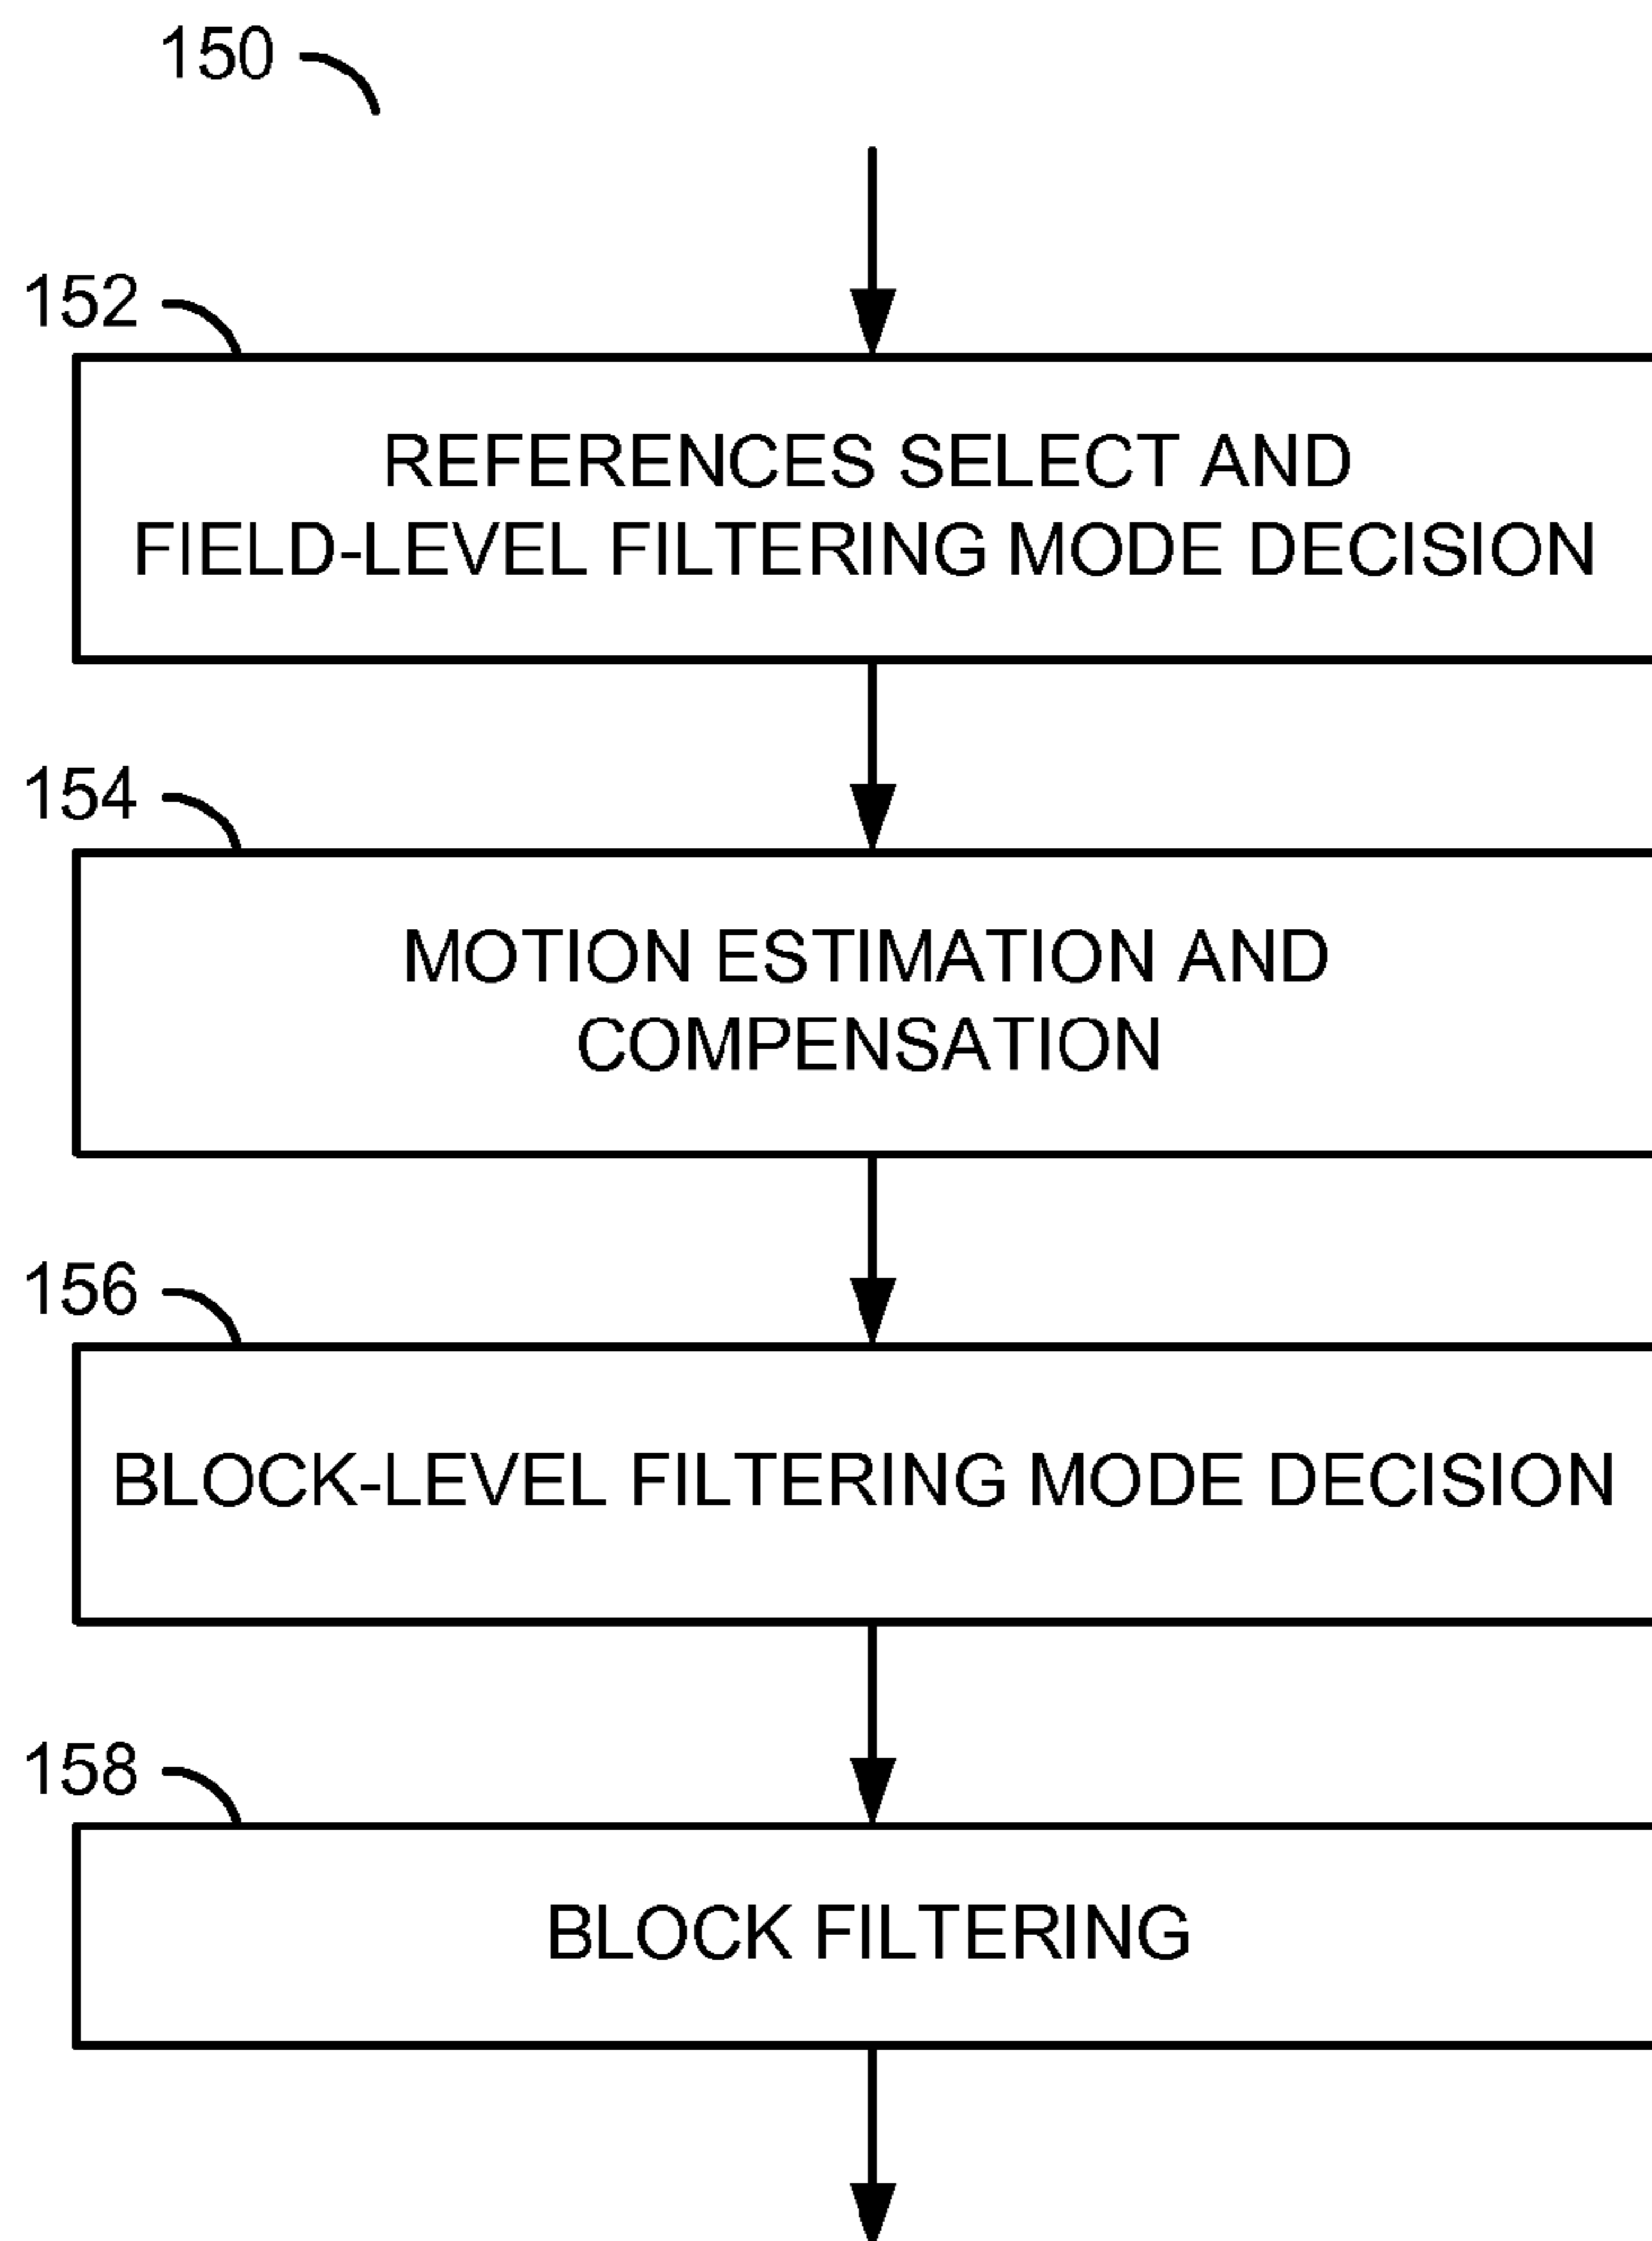 150
152
REFERENCES SELECT AND
FIELD-LEVEL FILTERING MODE DECISION
154
MOTION ESTIMATION AND
COMPENSATION
156
BLOCK-LEVEL FILTERING MODE DECISION
158
BLOCK FILTERING